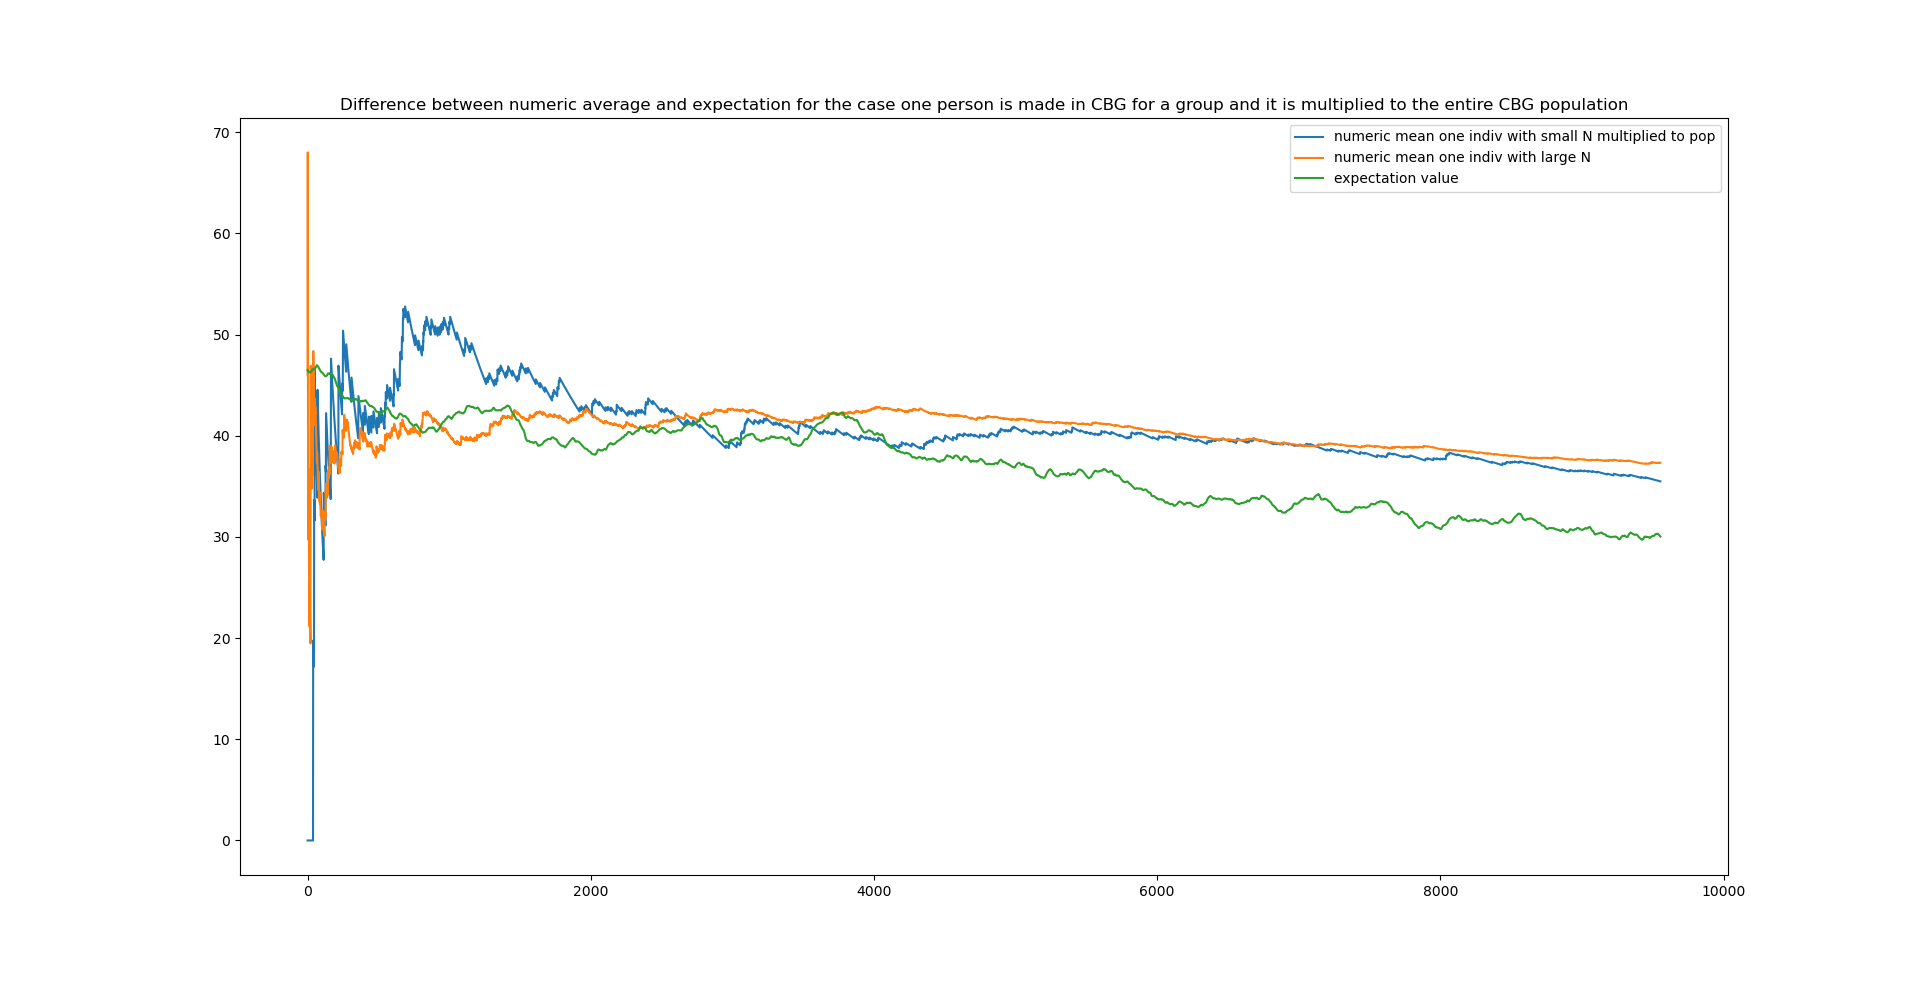 Difference between numeric average and expectation for the case one person is made in CBG for a group and it is multiplied to the entire CBG population
numeric mean one indiv with small N multiplied to pop
numeric mean one indiv with large N
expectation value
70
60
50
40
30
20
10
0
0 2000 4000 6000 8000 10000